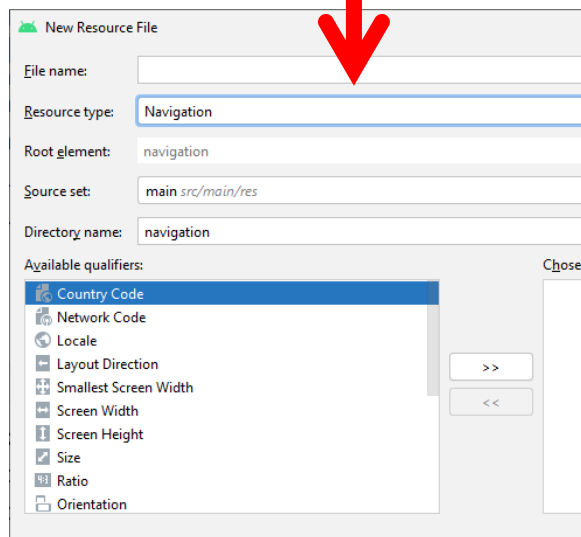 New Resource File
File name:
Resource type: Navigation
Root element: navigation
Source set: main src/main/res
Directory name: navigation
Available qualifiers: Chose
Country Code
Network Code
Locale
Layout Direction
Smallest Screen Width
Screen Width
Screen Height
Size
Ratio
Orientation
>>
<<